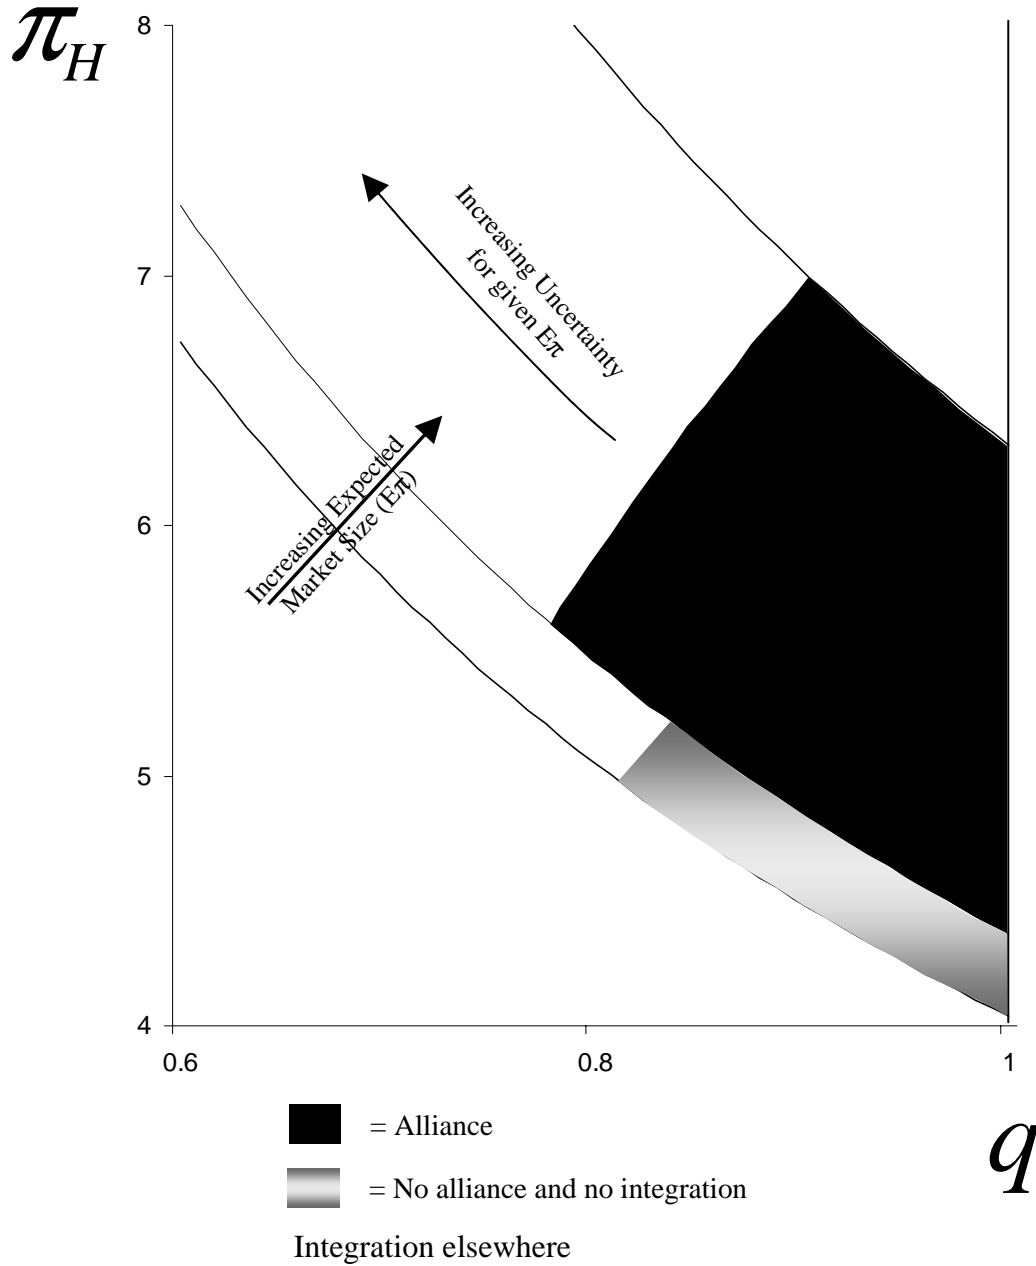 π_H
8
7
6
5
4
Increasing Uncertainty
for given Eπ
Increasing Expected
Market Size (Eπ)
0.6
0.8
1
q
= Alliance
= No alliance and no integration
Integration elsewhere